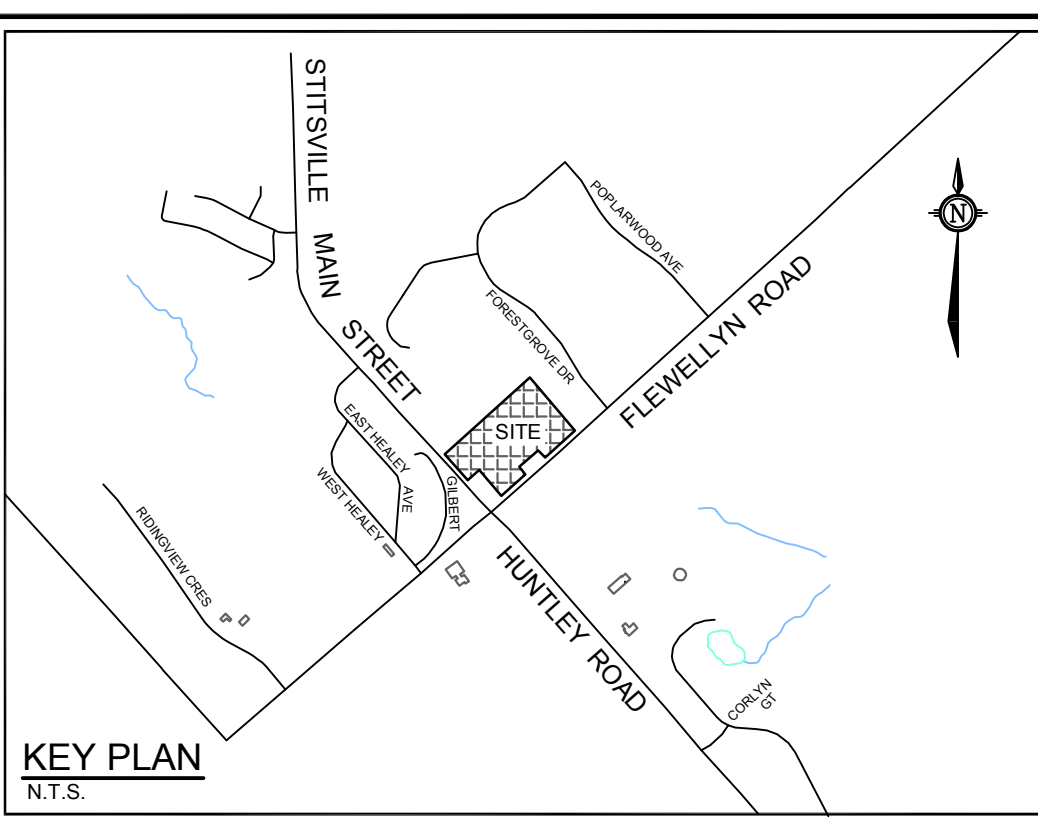 STITSVILLE MAIN STREET
POPLARWOOD AVE
N
FORESTGROVE DR
FLEWELLYN ROAD
SITE
EAST HEALEY AVE
WEST HEALEY
GILBERT
RIDINGVIEW CRES
HUNTLEY ROAD
CORLYN
GT
KEY PLAN
N.T.S.